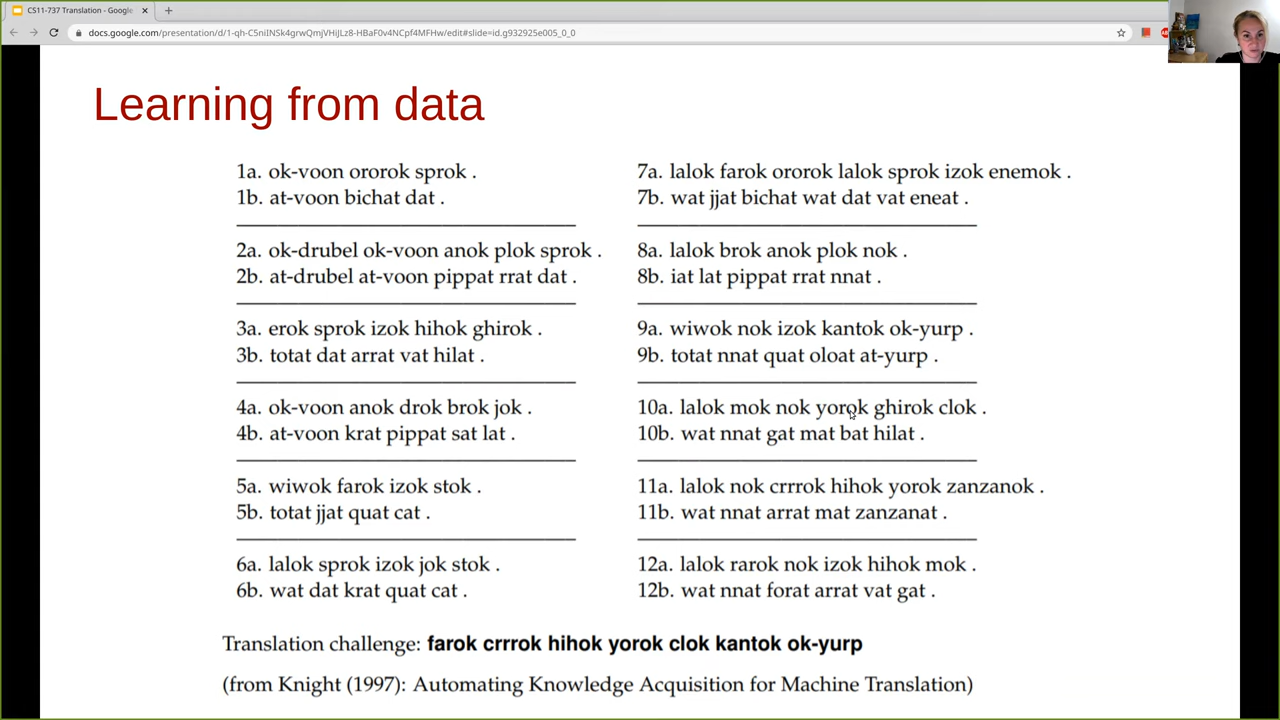 CS11-737 Translation - Google
docs.google.com/presentation/d/1-qh-C5niINSk4grwQmjVHiJLz8-HBaF0v4NCpf4MFHw/edit#slide=id.g932925e005_0_0
Learning from data
1a. ok-voon ororok sprok .
1b. at-voon bichat dat .
2a. ok-drubel ok-voon anok plok sprok .
2b. at-drubel at-voon pippat rrat dat .
3a. erok sprok izok hihok ghirok .
3b. totat dat arrat vat hilat .
4a. ok-voon anok drok brok jok .
4b. at-voon krat pippat sat lat .
5a. wiwok farok izok stok .
5b. totat jjat quat cat .
6a. lalok sprok izok jok stok .
6b. wat dat krat quat cat .
7a. lalok farok ororok lalok sprok izok enemok .
7b. wat jjat bichat wat dat vat eneat .
8a. lalok brok anok plok nok .
8b. iat lat pippat rrat nnat .
9a. wiwok nok izok kantok ok-yurp .
9b. totat nnat quat oloat at-yurp .
10a. lalok mok nok yorok ghirok clok .
10b. wat nnat gat mat bat hilat .
11a. lalok nok crrrok hihok yorok zanzanok .
11b. wat nnat arrat mat zanzanat .
12a. lalok rarok nok izok hihok mok .
12b. wat nnat forat arrat vat gat .
Translation challenge: farok crrrok hihok yorok clok kantok ok-yurp
(from Knight (1997): Automating Knowledge Acquisition for Machine Translation)